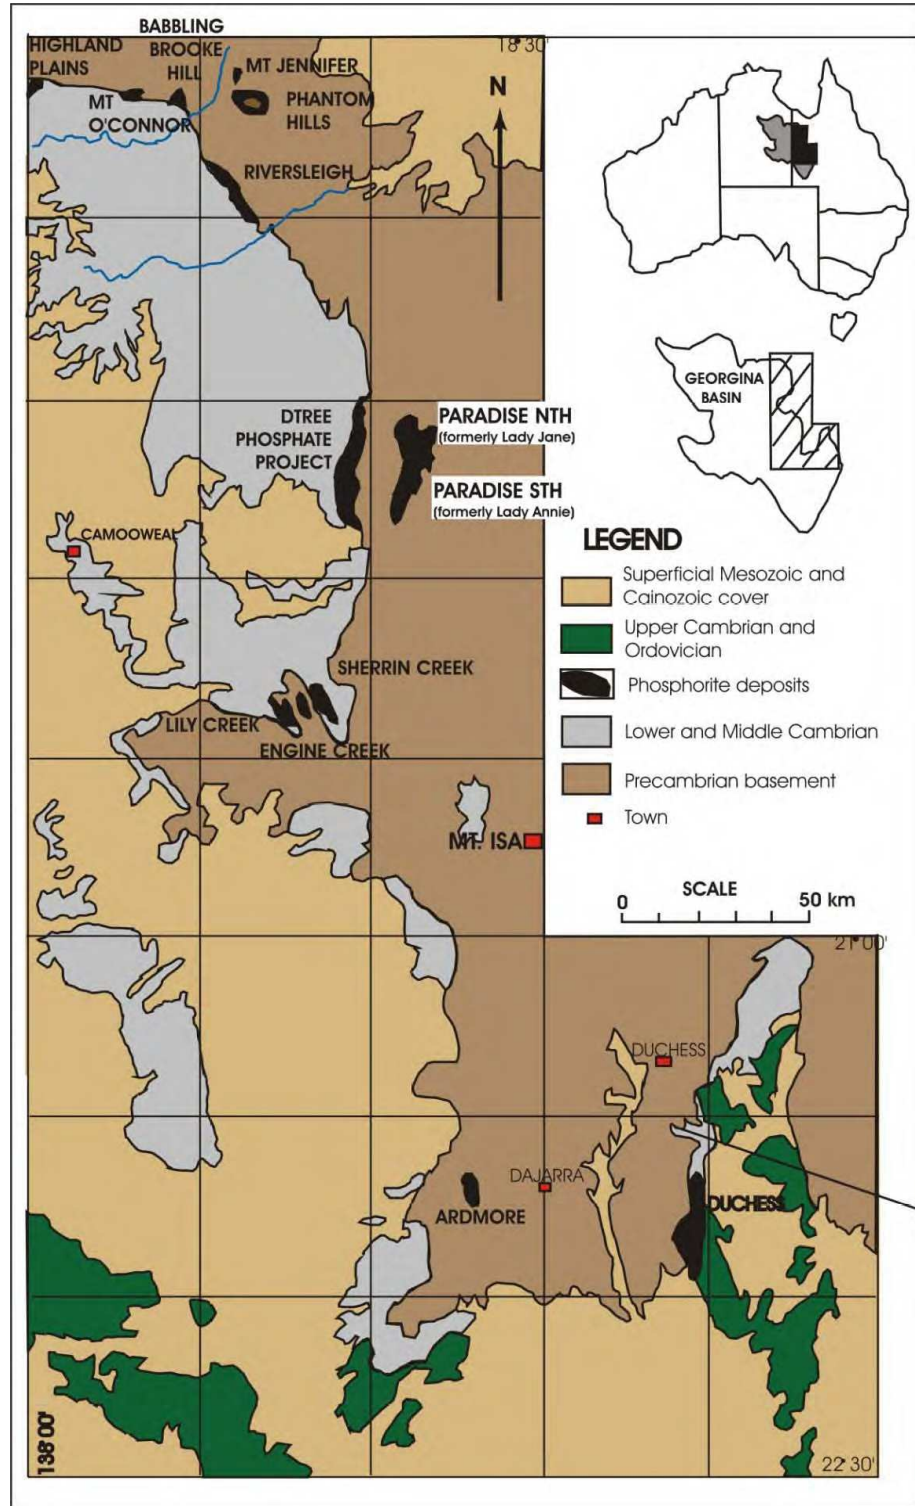 BABBLING
BROOKE
HILL
HIGHLAND
PLAINS
MT JENNIFER
18°30'
MT
O'CONNOR
PHANTOM
HILLS
N
RIVERSLEIGH
GEORGINA
BASIN
DTREE
PHOSPHATE
PROJECT
PARADISE NTH
(formerly Lady Jane)
PARADISE STH
(formerly Lady Annie)
CAMOOWEAL
LEGEND
Superficial Mesozoic and
Cainozoic cover
Upper Cambrian and
Ordovician
Phosphorite deposits
Lower and Middle Cambrian
Precambrian basement
Town
SHERRIN CREEK
LILY CREEK
ENGINE CREEK
MT. ISA
SCALE
0 50 km
21°00'
DUCHESS
DAJARRA
ARDMORE
DUCHESS
138°00'
22°30'